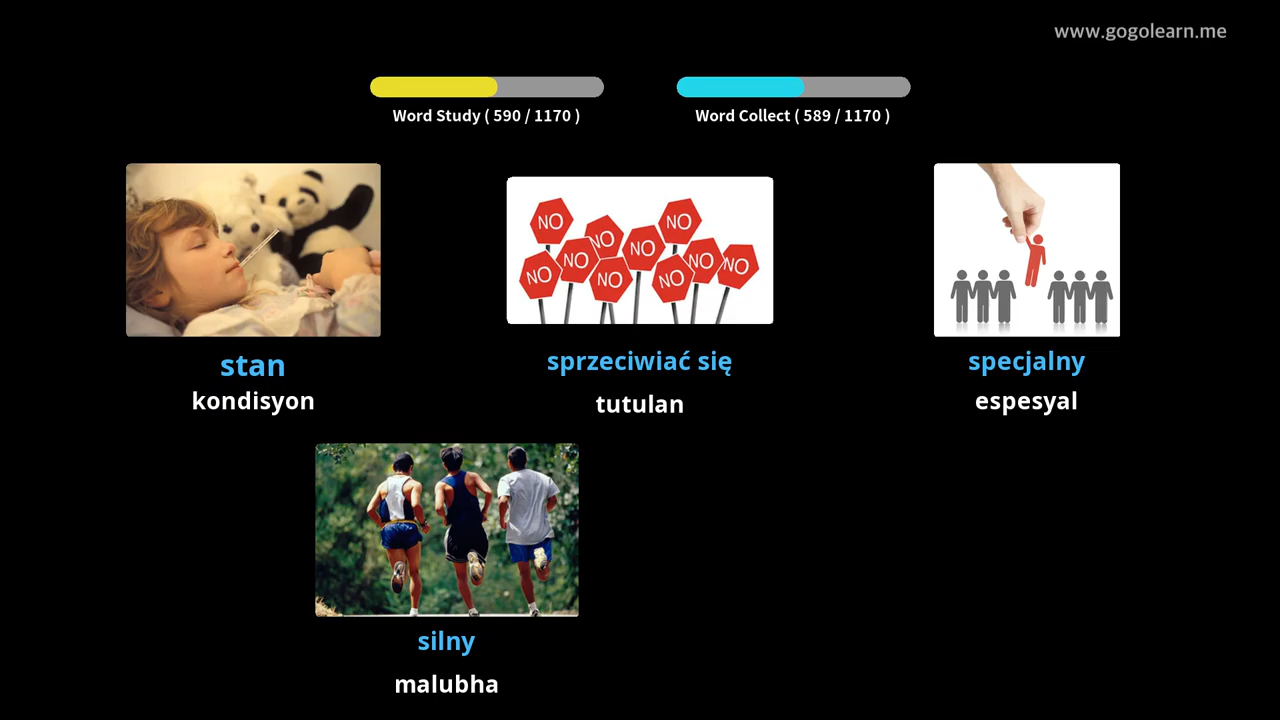 www.gogolearn.me
Word Study ( 590 / 1170 )
Word Collect ( 589 / 1170 )
NO
NO
NO
NO
NO
NO
NO
NO
NO
NO
stan
kondisyon
sprzeciwiać się
tutulan
specjalny
espesyal
silny
malubha